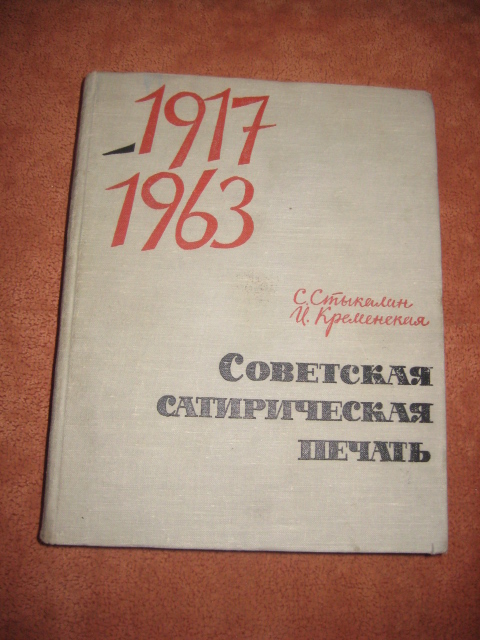 1917
1963
С. Стыкалин
И. Кременская
Советская
сатирическая
печать